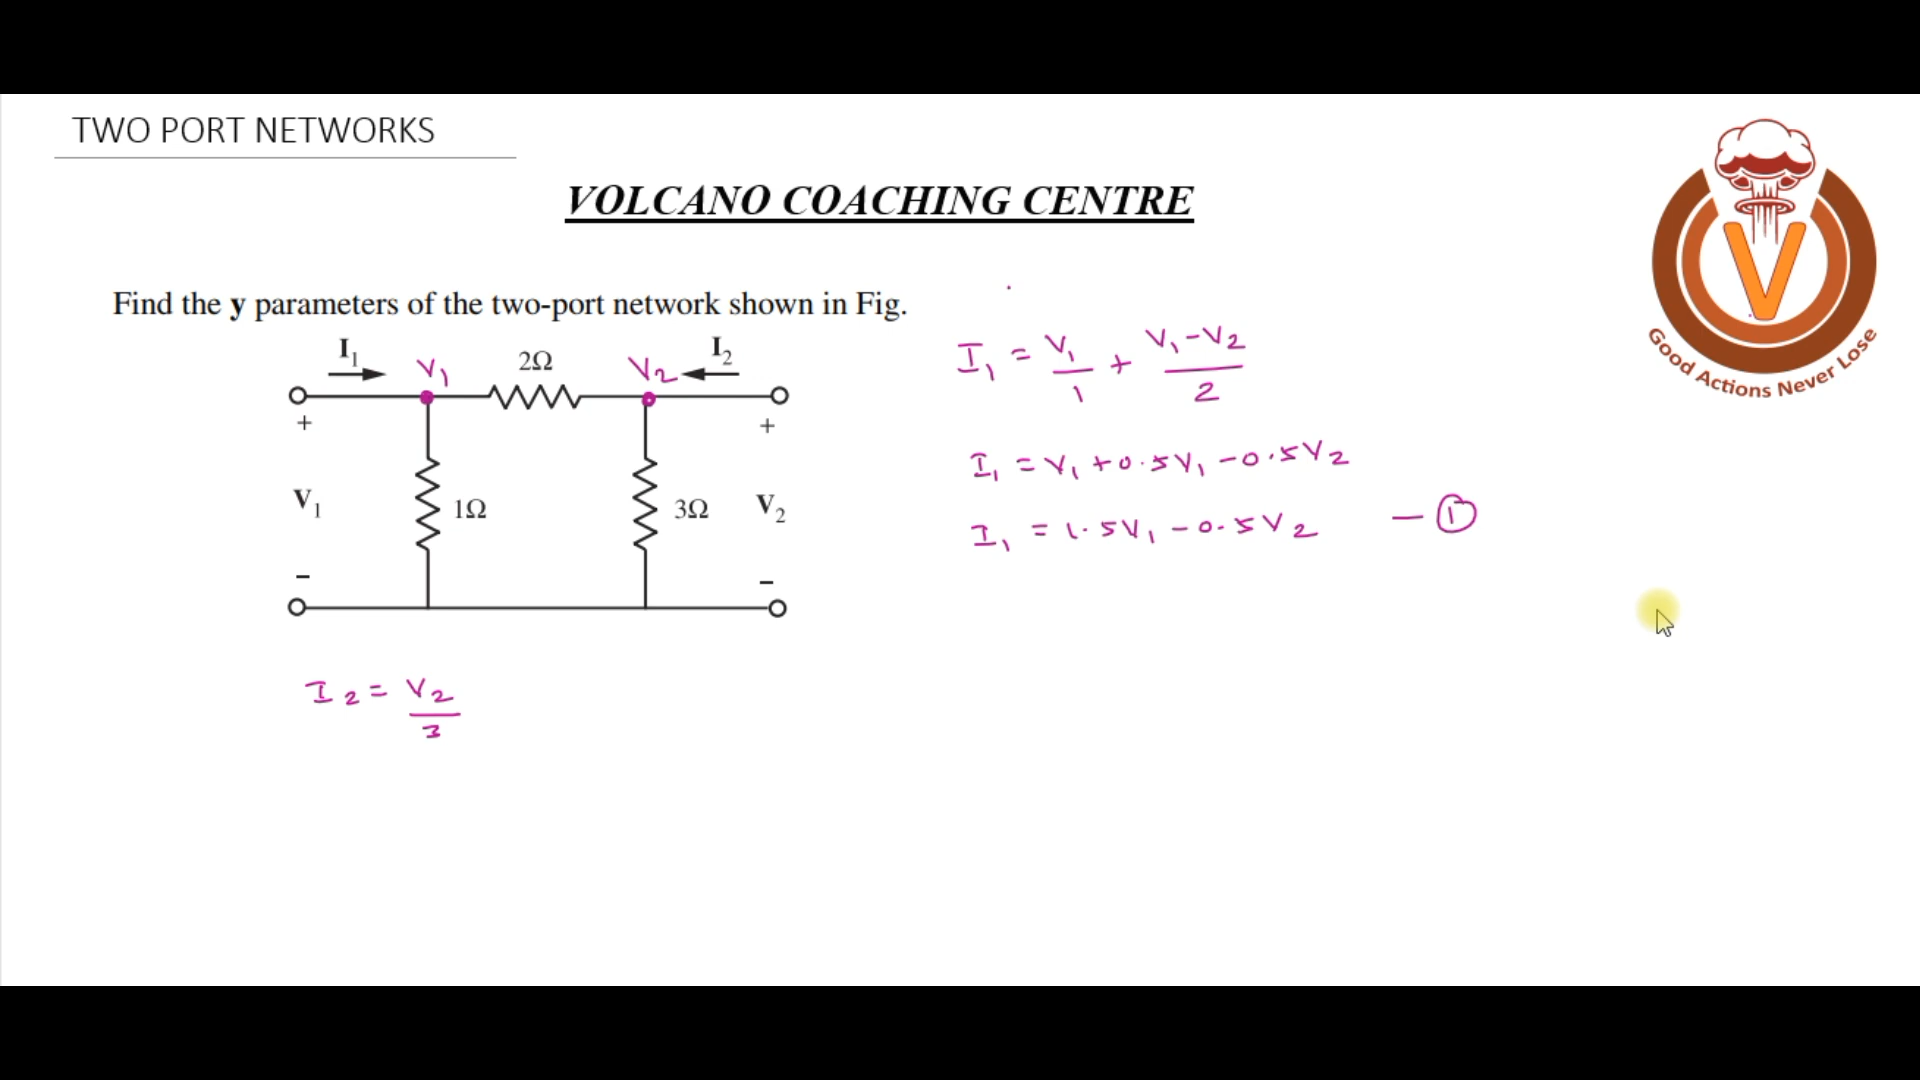 TWO PORT NETWORKS
VOLCANO COACHING CENTRE
Find the y parameters of the two-port network shown in Fig.
I₁
V₁
2Ω
V₂
I₂
+
+
V₁
1Ω
3Ω
V₂
–
–
I₁ = V₁/1 + V₁-V₂/2
I₁ = V₁ + 0.5V₁ - 0.5V₂
I₁ = 1.5V₁ - 0.5V₂ - ①
I₂ = V₂/3
V
Good Actions Never Lose